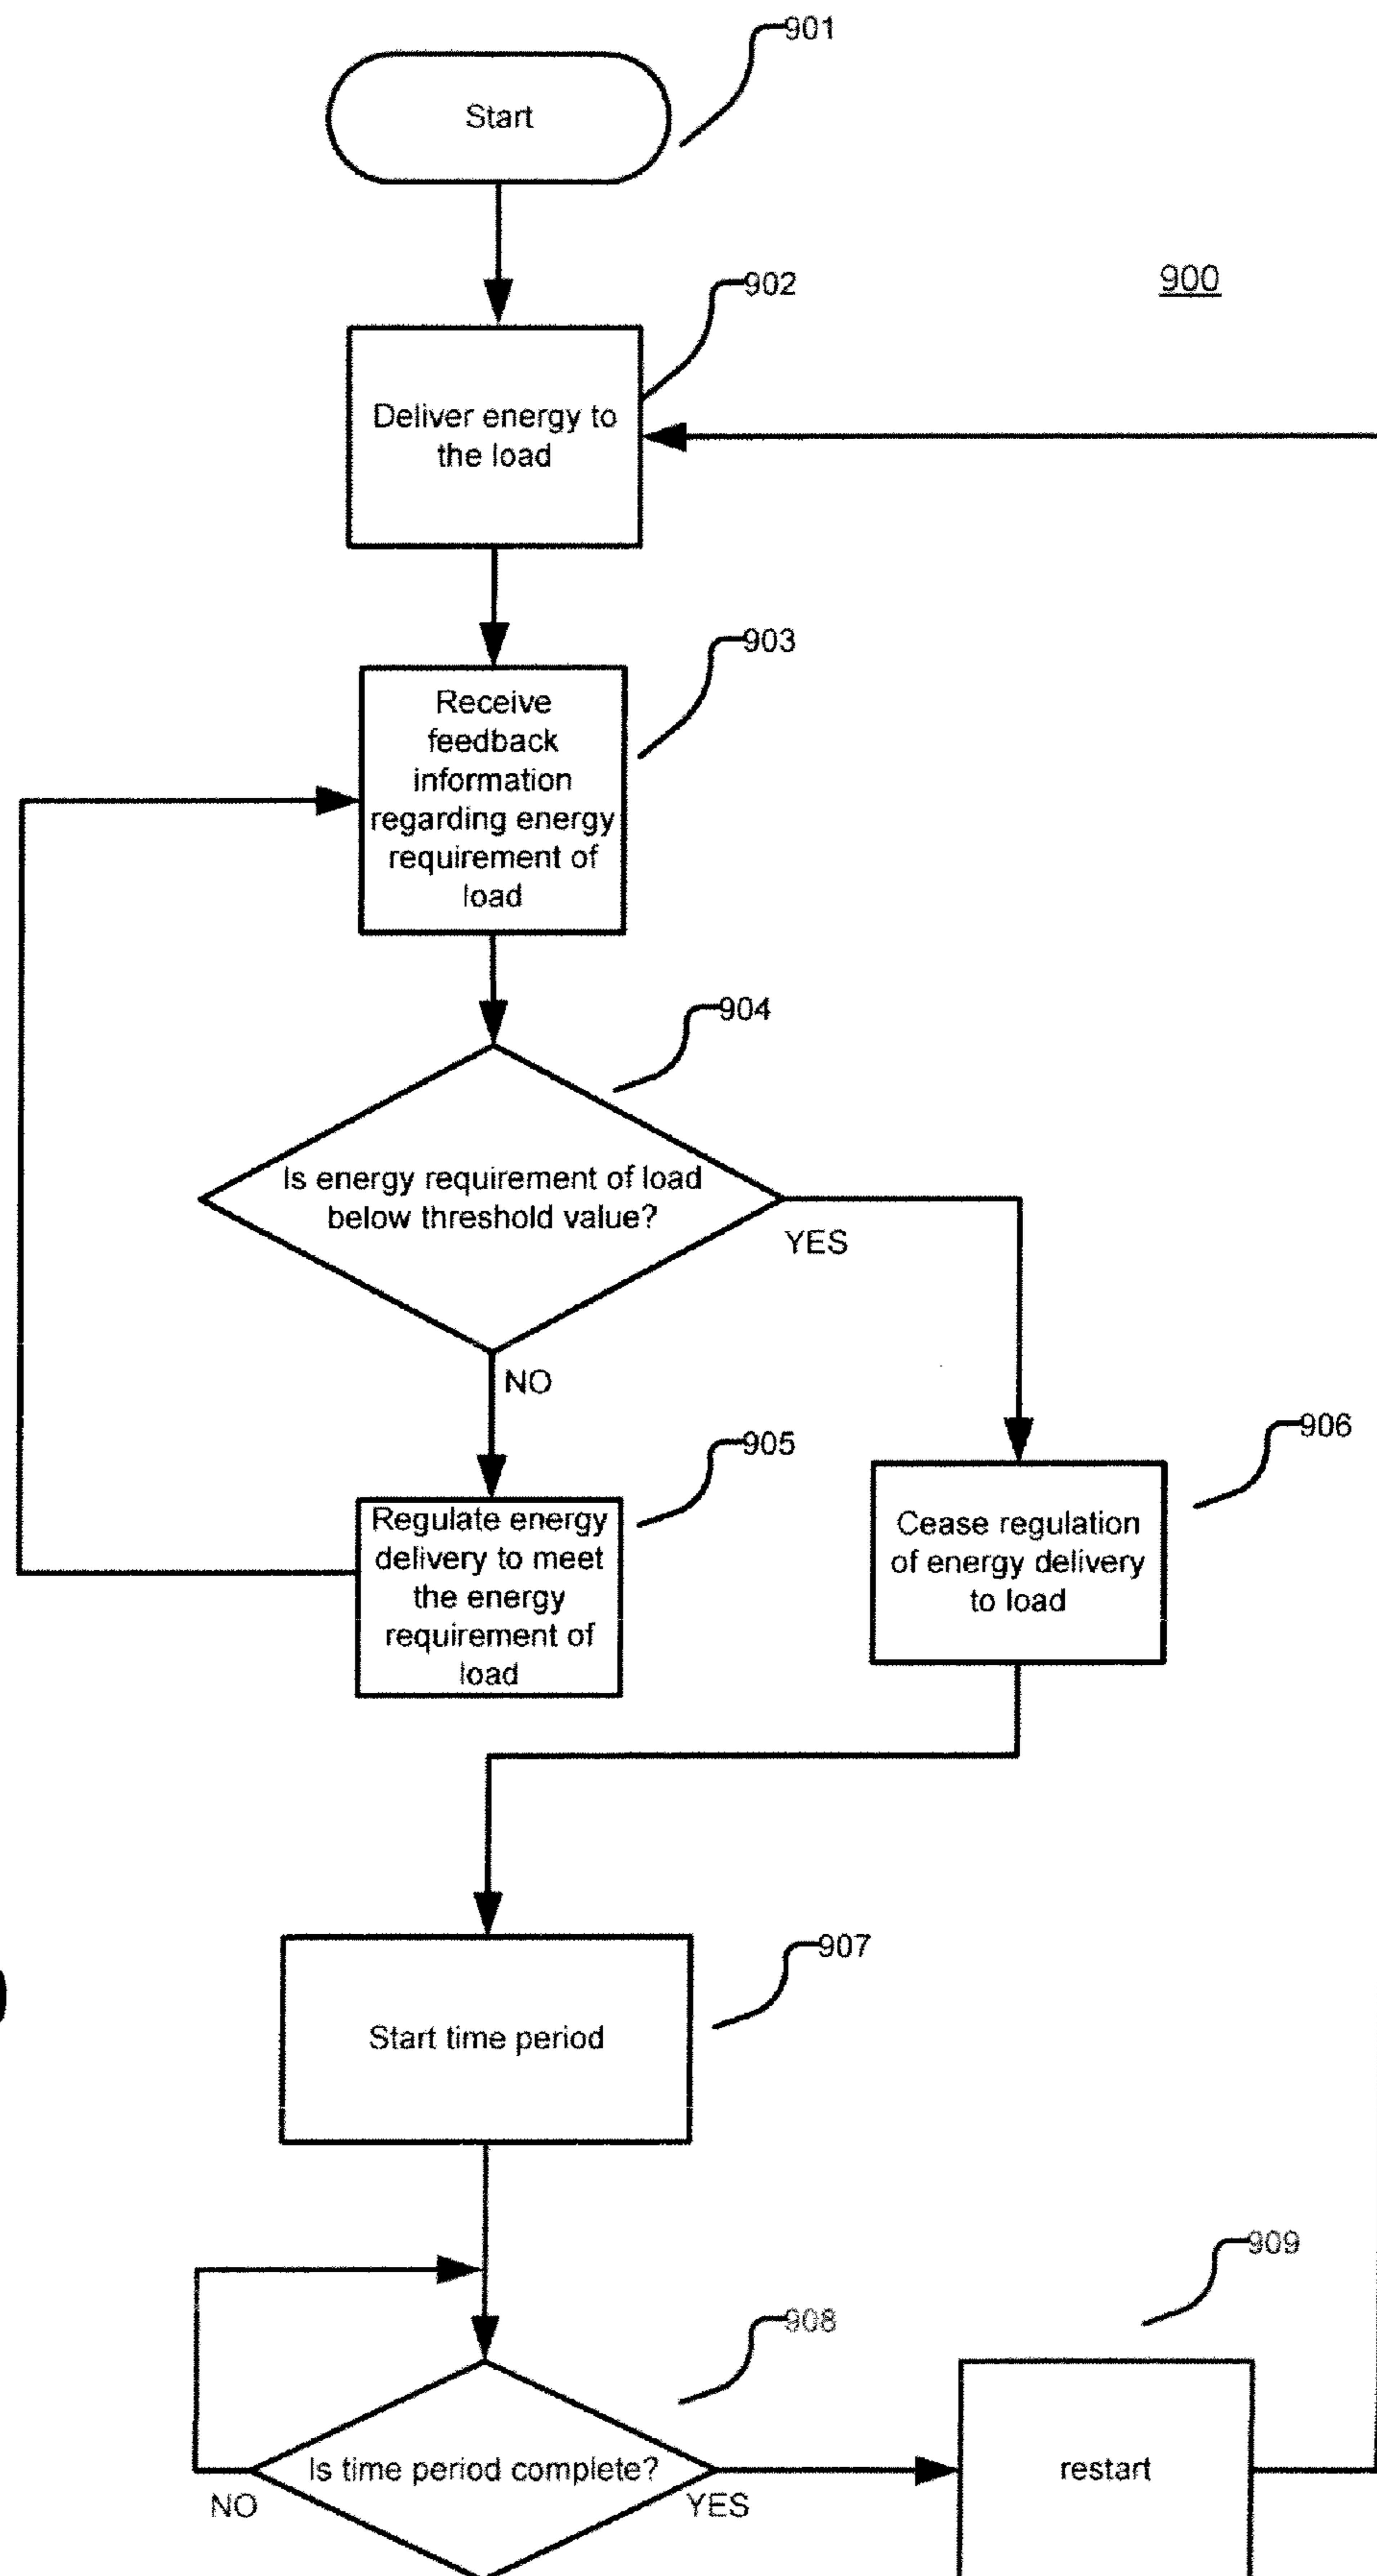 901
Start
902
900
Deliver energy to
the load
903
Receive
feedback
information
regarding energy
requirement of
load
904
Is energy requirement of load
below threshold value?
YES
NO
905
906
Regulate energy
delivery to meet
the energy
requirement of
load
Cease regulation
of energy delivery
to load
907
Start time period
909
908
Is time period complete?
restart
NO
YES